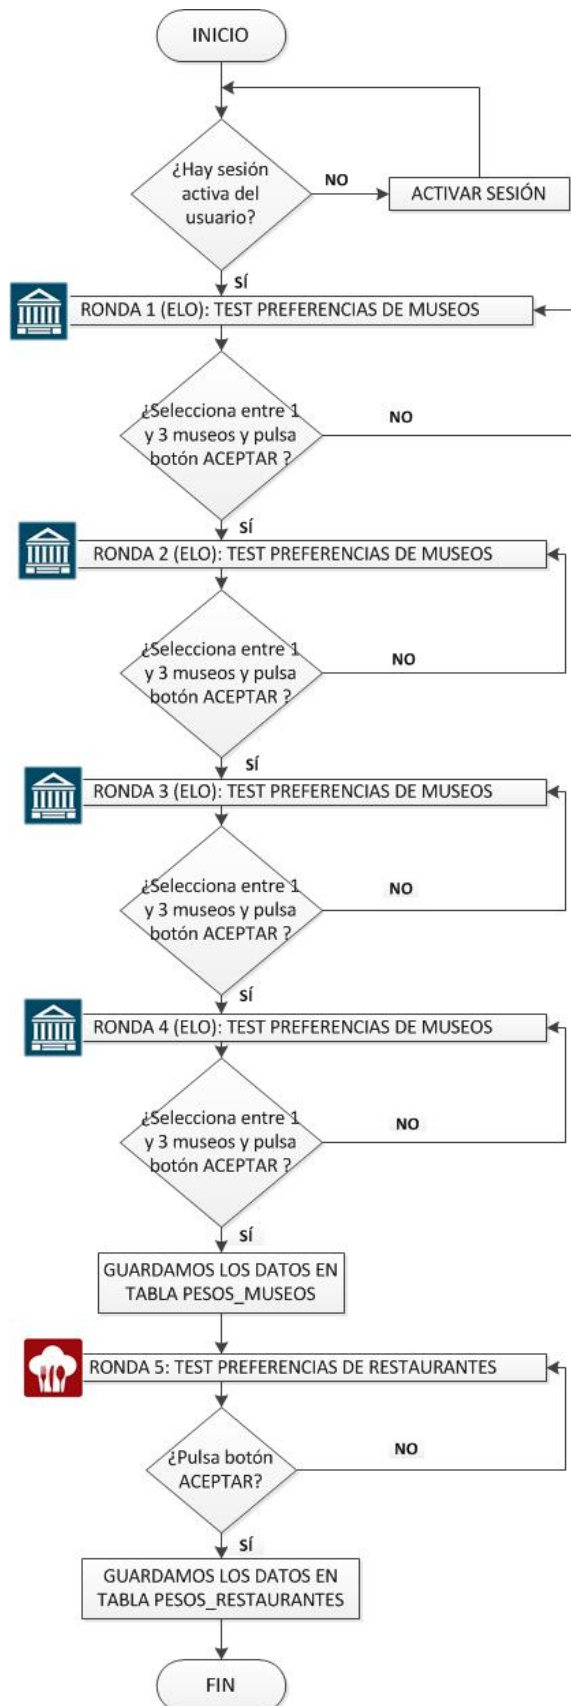 INICIO
¿Hay sesión
activa del
usuario?
NO
ACTIVAR SESIÓN
SÍ
RONDA 1 (ELO): TEST PREFERENCIAS DE MUSEOS
¿Selecciona entre 1
y 3 museos y pulsa
botón ACEPTAR ?
NO
SÍ
RONDA 2 (ELO): TEST PREFERENCIAS DE MUSEOS
¿Selecciona entre 1
y 3 museos y pulsa
botón ACEPTAR ?
NO
SÍ
RONDA 3 (ELO): TEST PREFERENCIAS DE MUSEOS
¿Selecciona entre 1
y 3 museos y pulsa
botón ACEPTAR ?
NO
SÍ
RONDA 4 (ELO): TEST PREFERENCIAS DE MUSEOS
¿Selecciona entre 1
y 3 museos y pulsa
botón ACEPTAR ?
NO
SÍ
GUARDAMOS LOS DATOS EN
TABLA PESOS_MUSEOS
RONDA 5: TEST PREFERENCIAS DE RESTAURANTES
¿Pulsa botón
ACEPTAR?
NO
SÍ
GUARDAMOS LOS DATOS EN
TABLA PESOS_RESTAURANTES
FIN